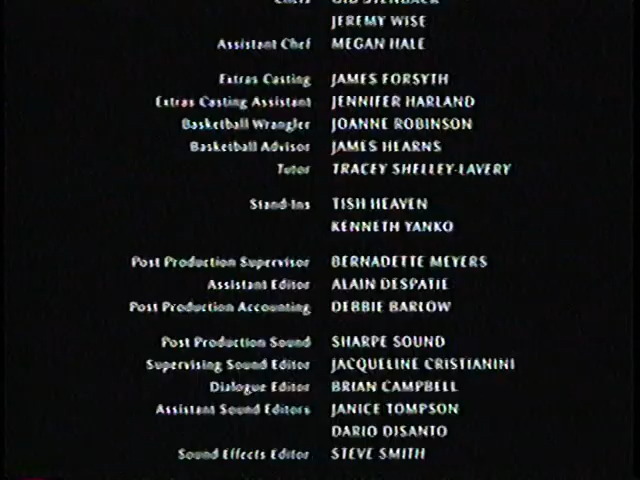 JEREMY WISE
Assistant Chef MEGAN HALE
Extras Casting JAMES FORSYTH
Extras Casting Assistant JENNIFER HARLAND
Basketball Wrangler JOANNE ROBINSON
Basketball Advisor JAMES HEARNS
Tutor TRACEY SHELLEY-LAVERY
Stand-Ins TISH HEAVEN
KENNETH YANKO
Post Production Supervisor BERNADETTE MEYERS
Assistant Editor ALAIN DESPATIE
Post Production Accounting DEBBIE BARLOW
Post Production Sound SHARPE SOUND
Supervising Sound Editor JACQUELINE CRISTIANINI
Dialogue Editor BRIAN CAMPBELL
Assistant Sound Editors JANICE TOMPSON
DARIO DISANTO
Sound Effects Editor STEVE SMITH